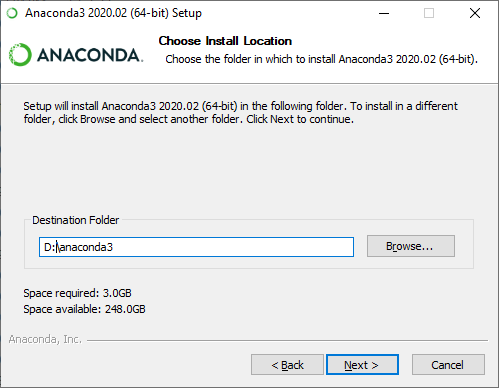 Anaconda3 2020.02 (64-bit) Setup
ANACONDA.
Choose Install Location
Choose the folder in which to install Anaconda3 2020.02 (64-bit).
Setup will install Anaconda3 2020.02 (64-bit) in the following folder. To install in a different
folder, click Browse and select another folder. Click Next to continue.
Destination Folder
D:\anaconda3
Browse...
Space required: 3.0GB
Space available: 248.0GB
Anaconda, Inc.
< Back
Next >
Cancel